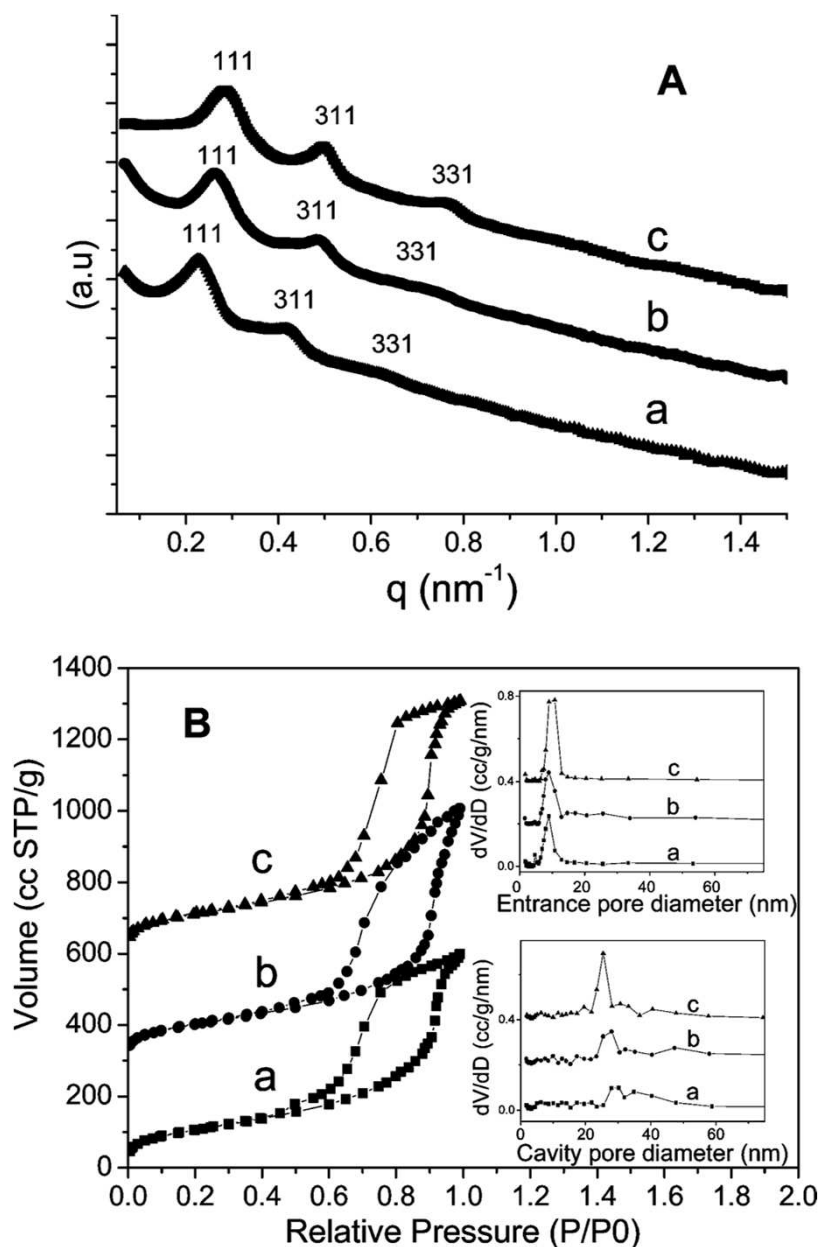 A
111
311
331
c
111
311
331
b
111
311
331
a
(a.u)
0.2 0.4 0.6 0.8 1.0 1.2 1.4
q (nm⁻¹)
B
1400
1200
1000
800
600
400
200
0
Volume (cc STP/g)
c
b
a
0.0 0.2 0.4 0.6 0.8 1.0 1.2 1.4 1.6 1.8 2.0
Relative Pressure (P/P0)
0.8
0.4
0.0
dV/dD (cc/g/nm)
c
b
a
0 20 40 60
Entrance pore diameter (nm)
0.4
0.0
dV/dD (cc/g/nm)
c
b
a
0 20 40 60
Cavity pore diameter (nm)